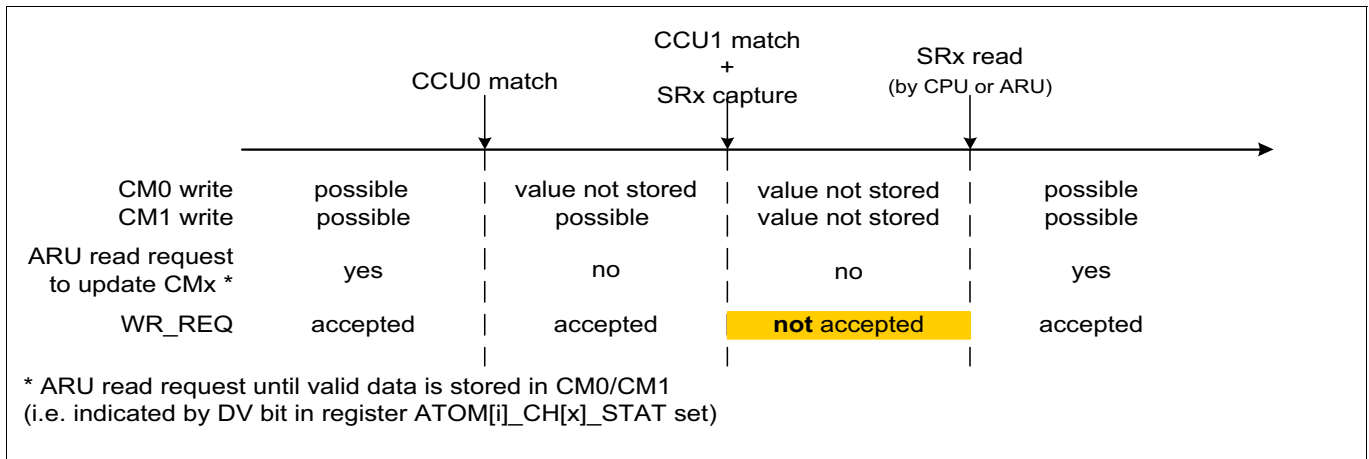 CCU0 match
CCU1 match
+
SRx capture
SRx read
(by CPU or ARU)
CM0 write possible value not stored value not stored possible
CM1 write possible possible value not stored possible
ARU read request
to update CMx * yes no no yes
WR_REQ accepted accepted not accepted accepted
* ARU read request until valid data is stored in CM0/CM1
(i.e. indicated by DV bit in register ATOM[i]_CH[x]_STAT set)